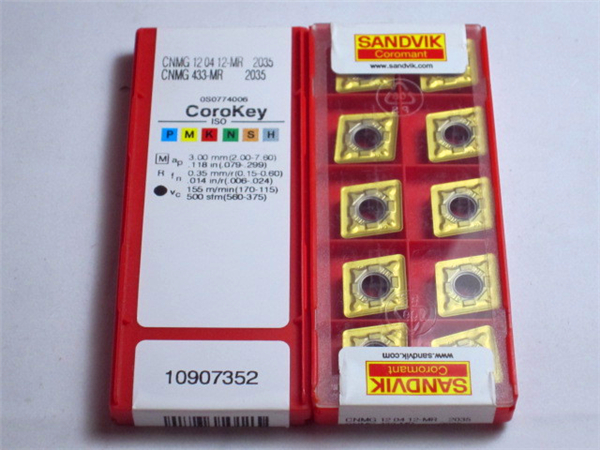 CNMG 12 04 12-MR 2035
CNMG 433-MR 2035
0S0774006
CoroKey
ISO
P M K N S H
M ap 3.00 mm(2.00-7.60)
.118 in(.079-.299)
R fn 0.35 mm/r(0.15-0.60)
.014 in/r(.006-.024)
vc 155 m/min(170-115)
500 sfm(560-375)
10907352
SANDVIK
Coromant
www.sandvik.com
www.sandvik.com
Coromant
SANDVIK
CNMG 12 04 12-MR 2035